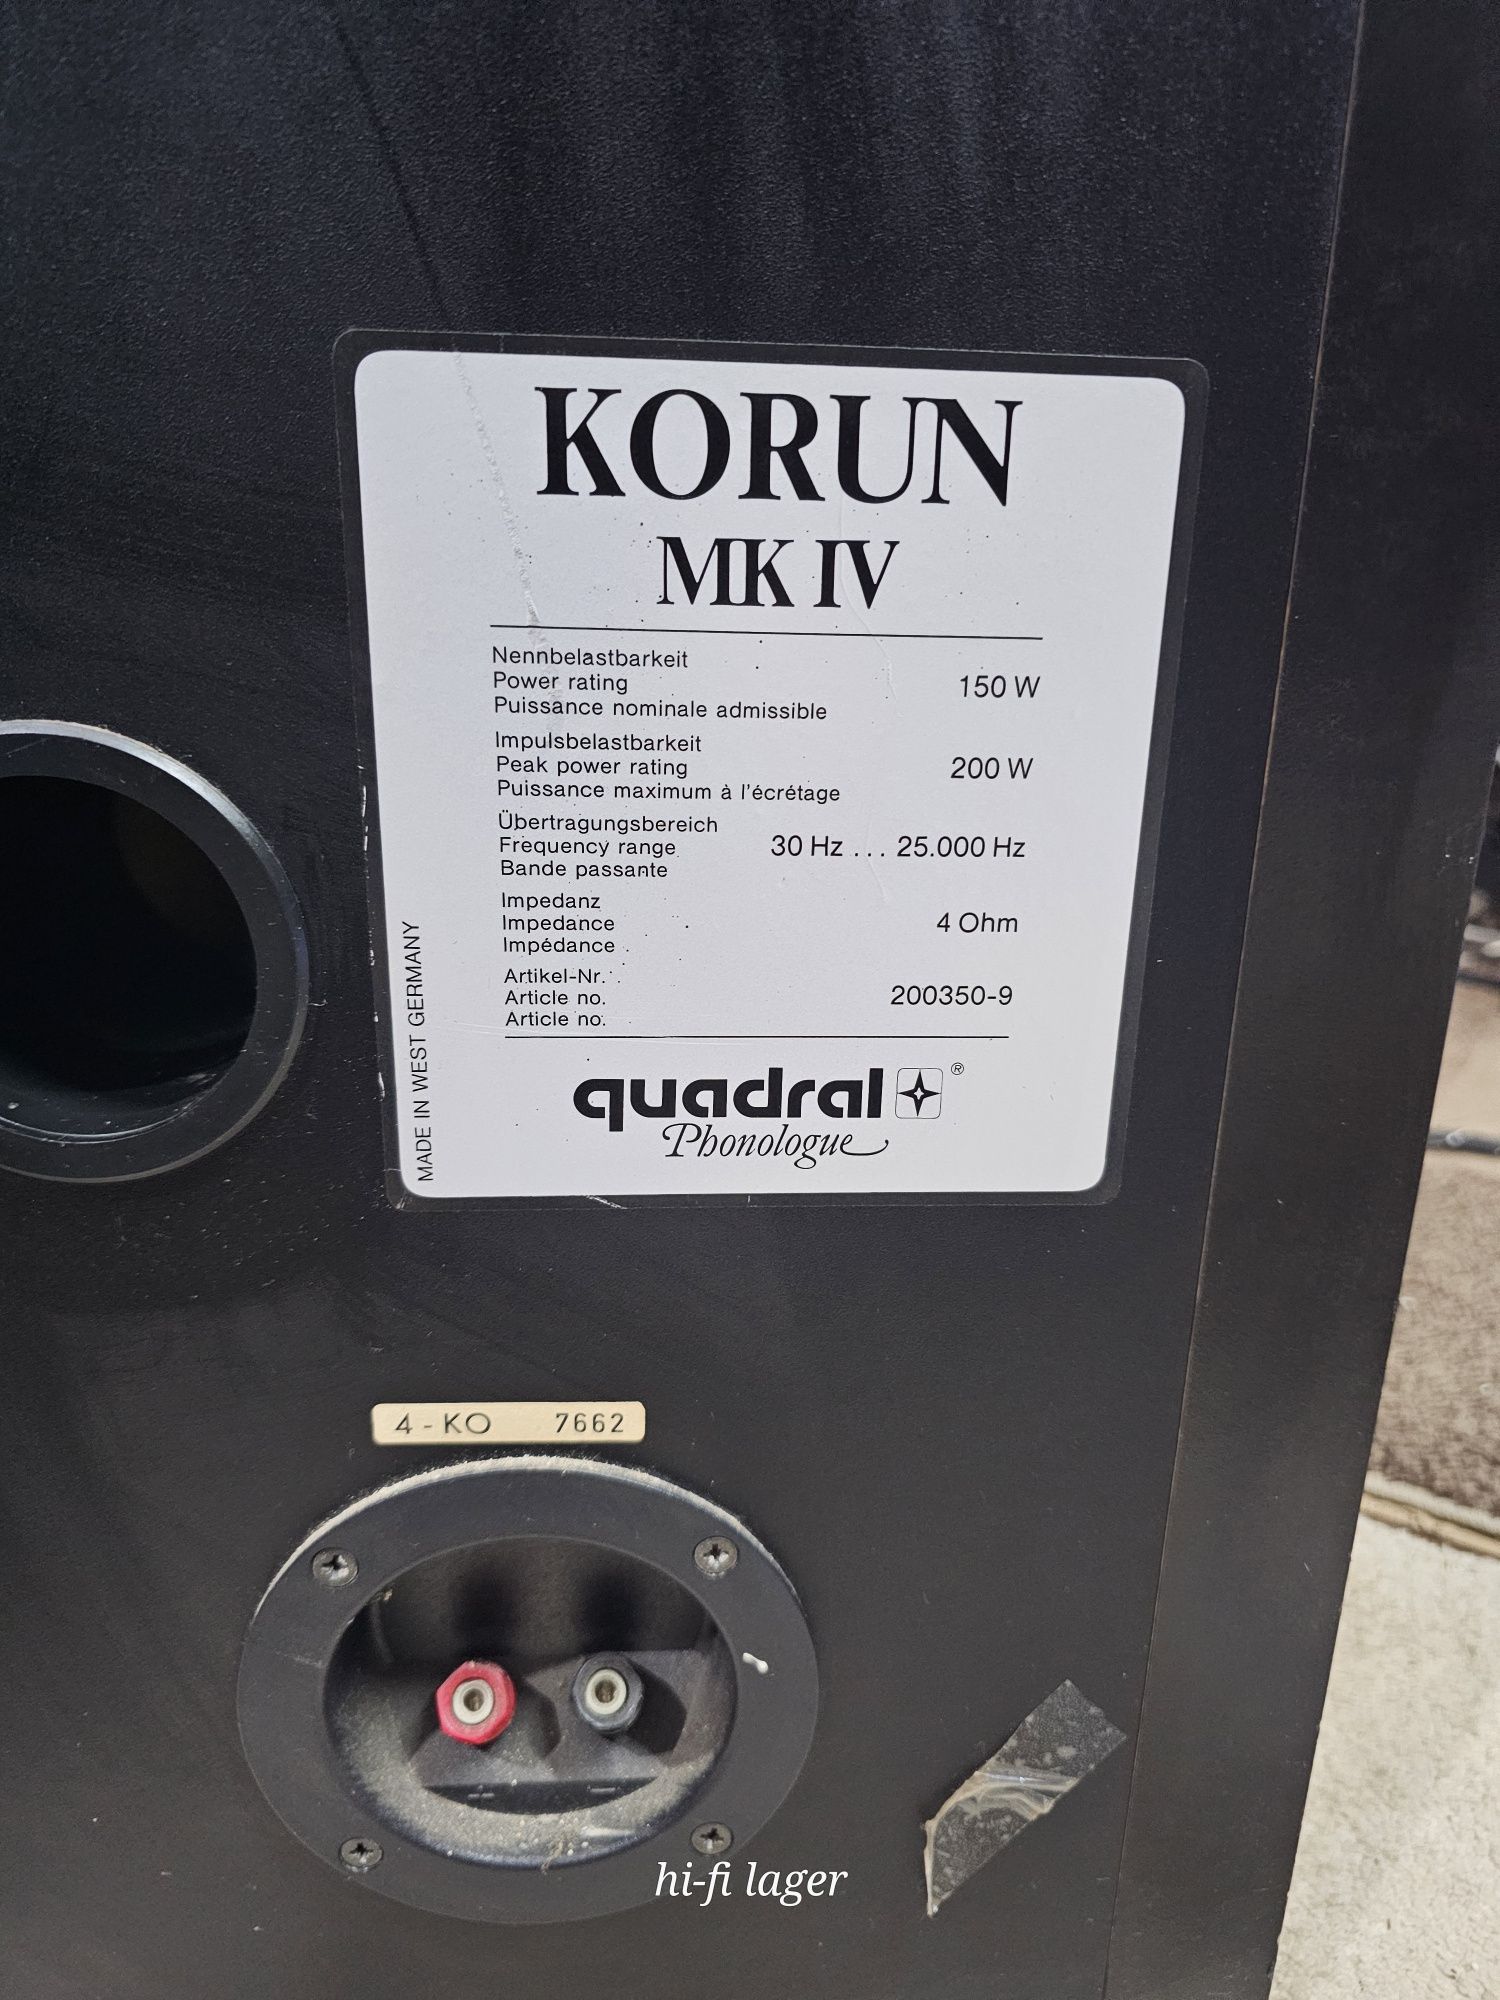 KORUN
MK IV
Nennbelastbarkeit
Power rating 150 W
Puissance nominale admissible
Impulsbelastbarkeit
Peak power rating 200 W
Puissance maximum à l'écrétage
Übertragungsbereich
Frequency range 30 Hz ... 25.000 Hz
Bande passante
Impedanz
Impedance 4 Ohm
Impédance
Artikel-Nr.
Article no. 200350-9
Article no.
MADE IN WEST GERMANY
quadral ®
Phonologue
4 - KO 7662
+ −
hi-fi lager